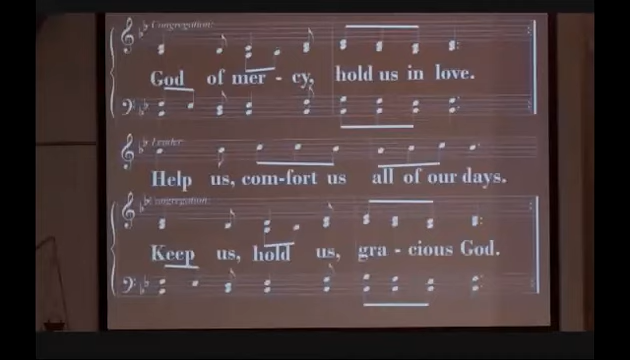 Congregation:
God of mer - cy, hold us in love.
Leader
Help us, com-fort us all of our days.
Congregation:
Keep us, hold us, gra - cious God.